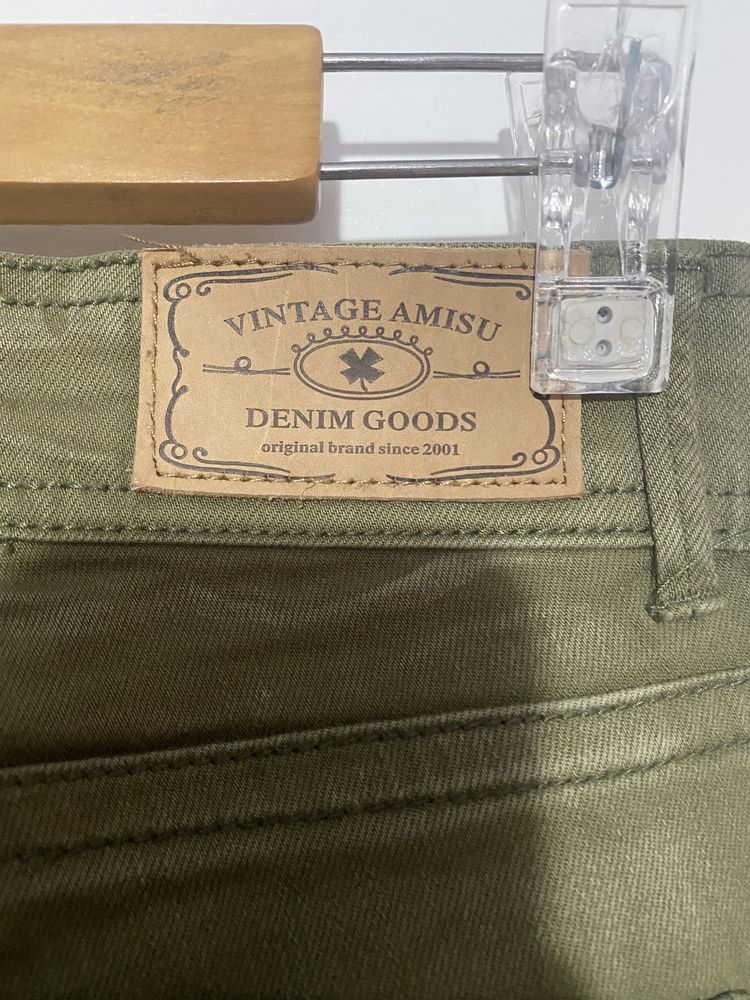 VINTAGE AMISU
DENIM GOODS
original brand since 2001